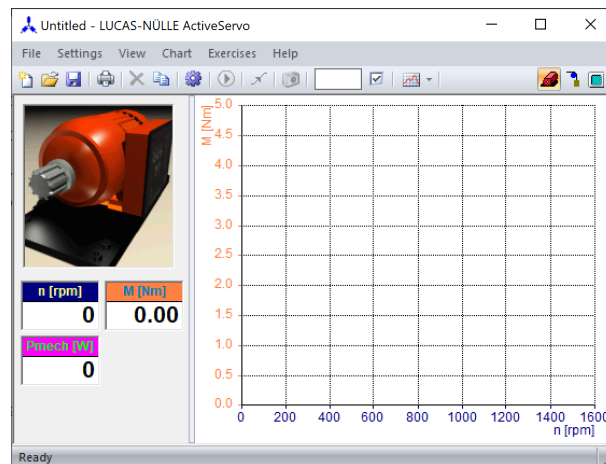 Untitled - LUCAS-NÜLLE ActiveServo
File Settings View Chart Exercises Help
n [rpm] M [Nm]
0 0.00
Pmech [W]
0
M [Nm]
5.0
4.5
4.0
3.5
3.0
2.5
2.0
1.5
1.0
0.5
0.0
0 200 400 600 800 1000 1200 1400 1600
n [rpm]
Ready